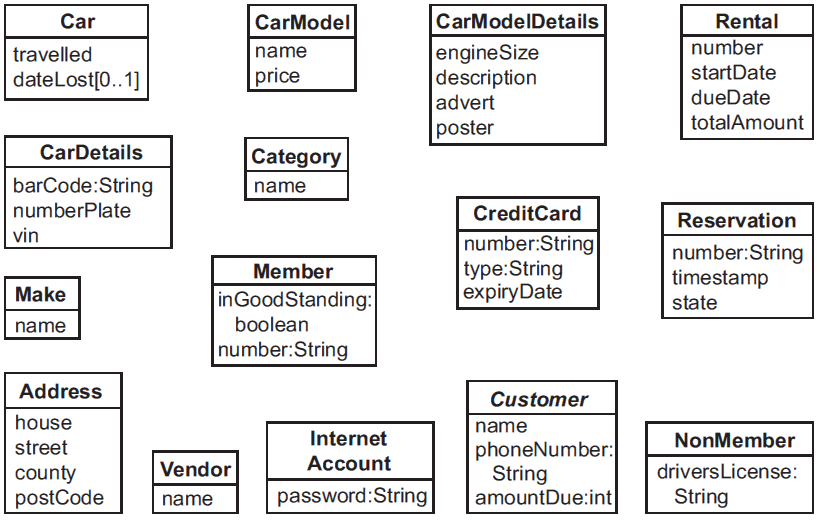 Car
travelled
dateLost[0..1]
CarModel
name
price
CarModelDetails
engineSize
description
advert
poster
Rental
number
startDate
dueDate
totalAmount
CarDetails
barCode:String
numberPlate
vin
Category
name
CreditCard
number:String
type:String
expiryDate
Reservation
number:String
timestamp
state
Make
name
Member
inGoodStanding:
boolean
number:String
Address
house
street
county
postCode
Vendor
name
Internet
Account
password:String
Customer
name
phoneNumber:
String
amountDue:int
NonMember
driversLicense:
String